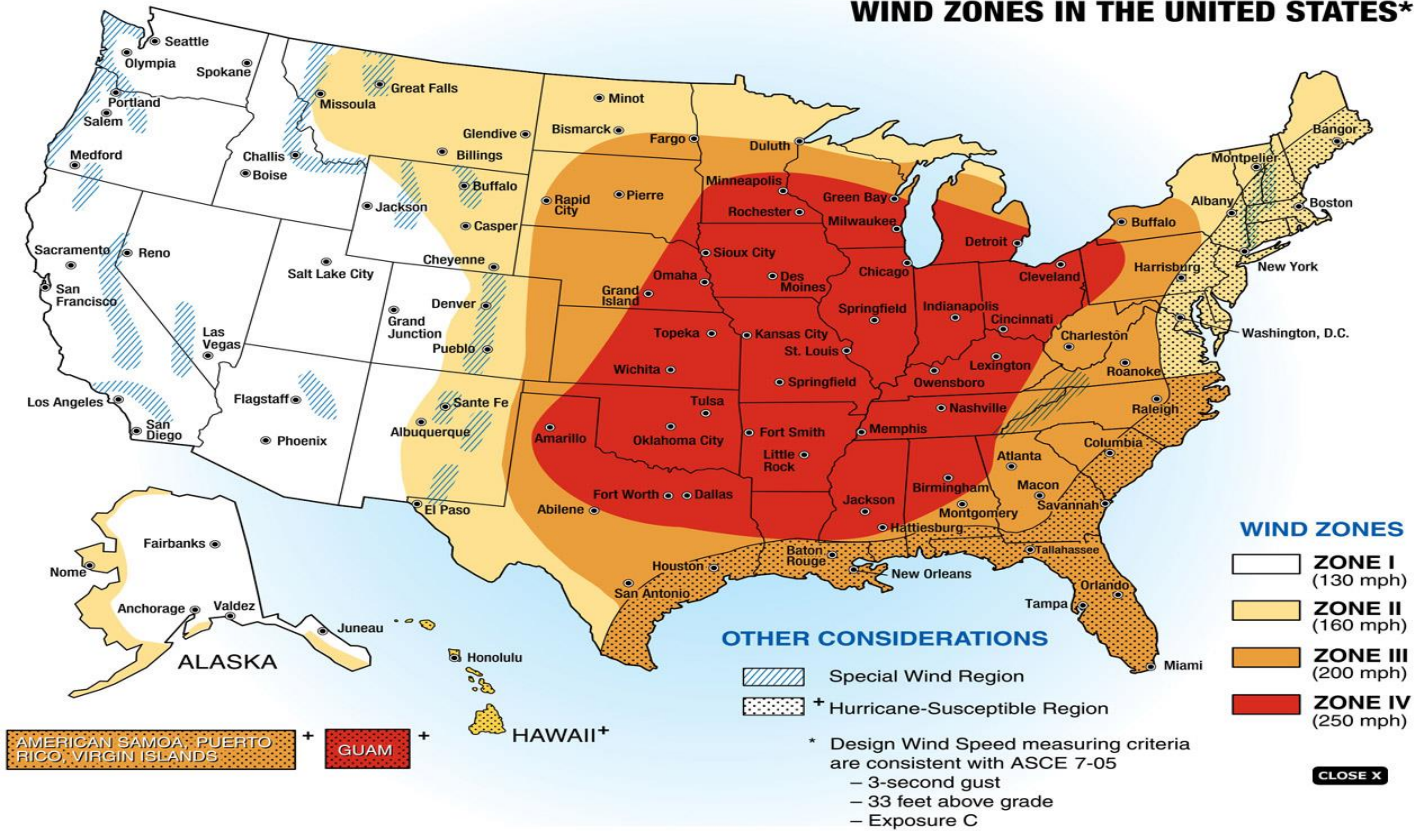 WIND ZONES IN THE UNITED STATES*
Seattle
Olympia
Spokane
Portland
Salem
Medford
Missoula
Great Falls
Glendive
Billings
Challis
Boise
Minot
Bismarck
Fargo
Duluth
Bangor
Montpelier
Buffalo
Jackson
Casper
Rapid
City
Pierre
Minneapolis
Rochester
Green Bay
Milwaukee
Albany
Boston
Buffalo
Detroit
Sacramento
Reno
San
Francisco
Salt Lake City
Cheyenne
Sioux City
Omaha
Des
Moines
Chicago
Cleveland
Harrisburg
New York
Grand
Island
Denver
Grand
Junction
Pueblo
Las
Vegas
Springfield
Indianapolis
Cincinnati
Topeka
Kansas City
St. Louis
Charleston
Washington, D.C.
Wichita
Springfield
Owensboro
Lexington
Roanoke
Los Angeles
San
Diego
Flagstaff
Phoenix
Sante Fe
Albuquerque
Tulsa
Amarillo
Oklahoma City
Fort Smith
Little
Rock
Memphis
Nashville
Raleigh
Columbia
Atlanta
Macon
Savannah
El Paso
Abilene
Fort Worth
Dallas
Jackson
Hattiesburg
Birmingham
Montgomery
Houston
San Antonio
Baton
Rouge
New Orleans
Tallahassee
Orlando
Tampa
Miami
Fairbanks
Nome
Anchorage
Valdez
Juneau
ALASKA
Honolulu
HAWAII+
AMERICAN SAMOA, PUERTO
RICO, VIRGIN ISLANDS
+
GUAM
+
OTHER CONSIDERATIONS
Special Wind Region
+ Hurricane-Susceptible Region
* Design Wind Speed measuring criteria
are consistent with ASCE 7-05
– 3-second gust
– 33 feet above grade
– Exposure C
WIND ZONES
ZONE I
(130 mph)
ZONE II
(160 mph)
ZONE III
(200 mph)
ZONE IV
(250 mph)
CLOSE X